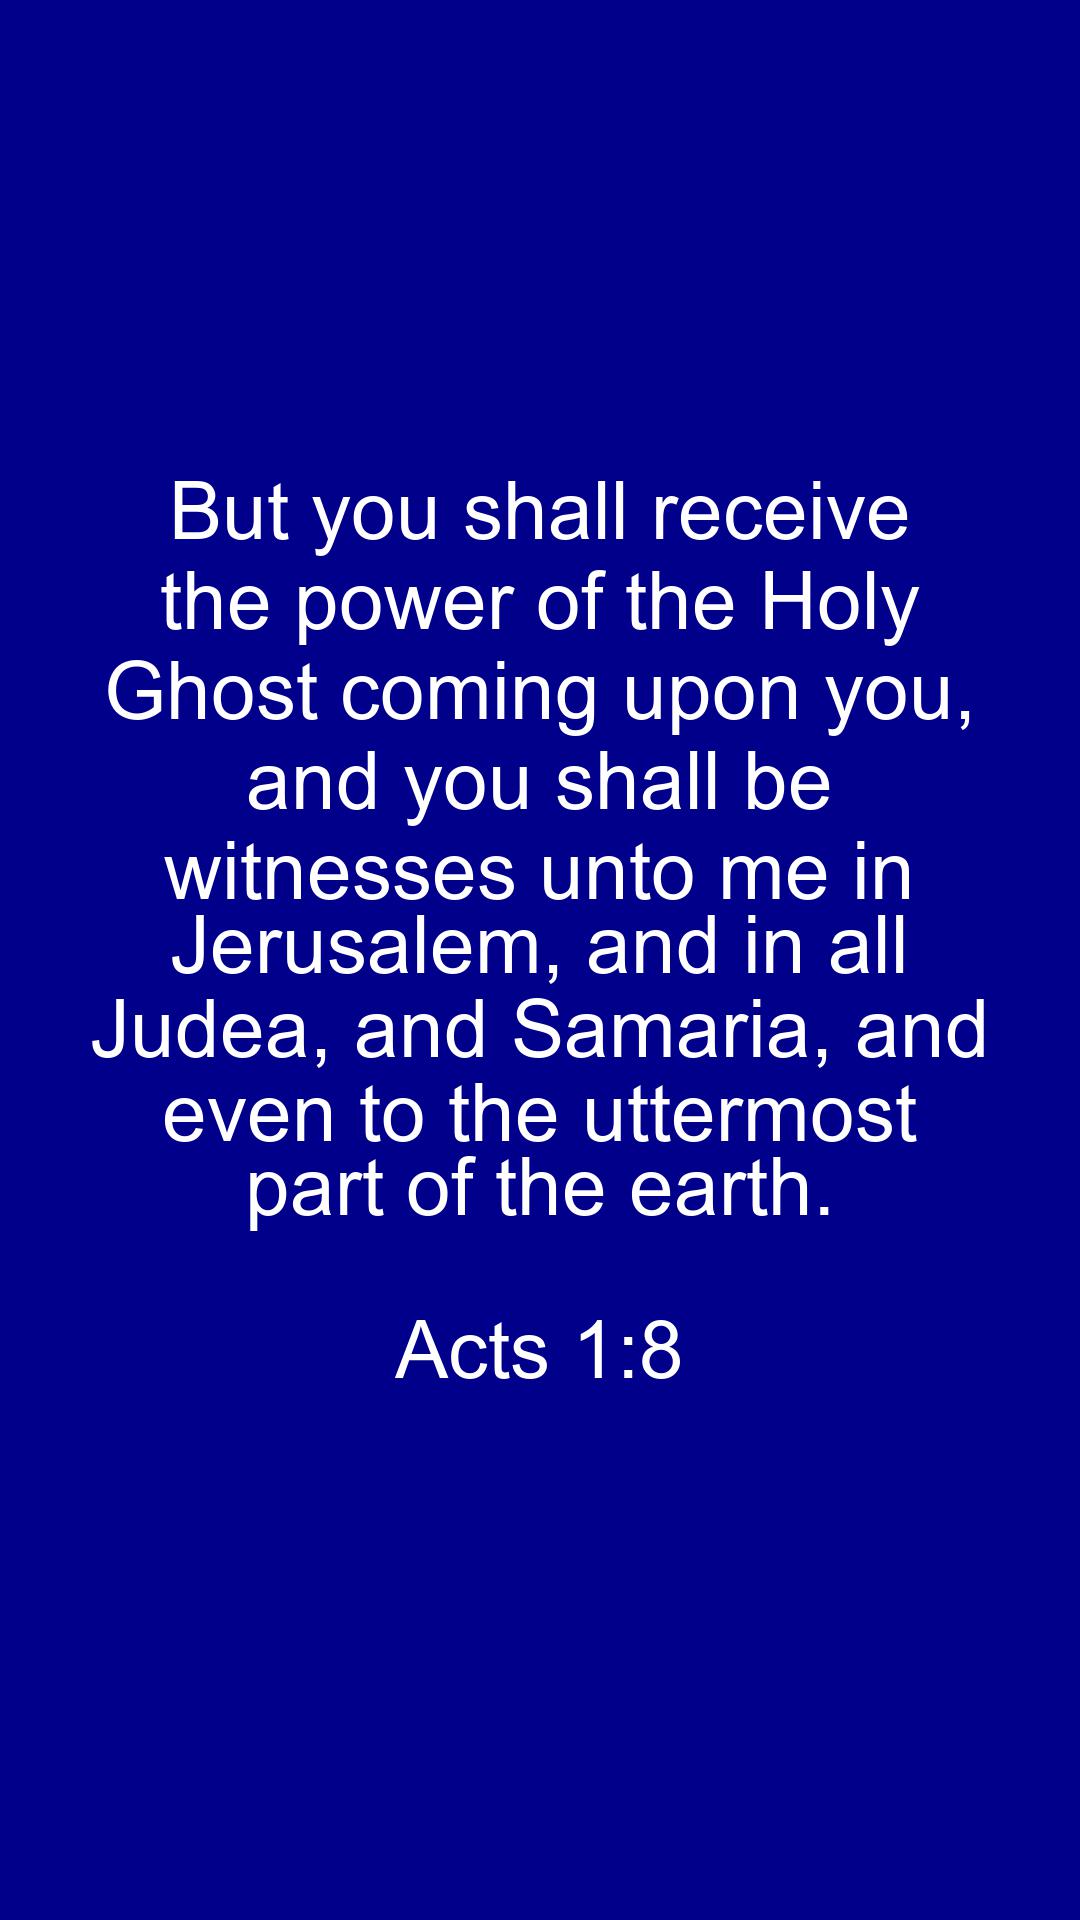 But you shall receive
the power of the Holy
Ghost coming upon you,
and you shall be
witnesses unto me in
Jerusalem, and in all
Judea, and Samaria, and
even to the uttermost
part of the earth.
Acts 1:8